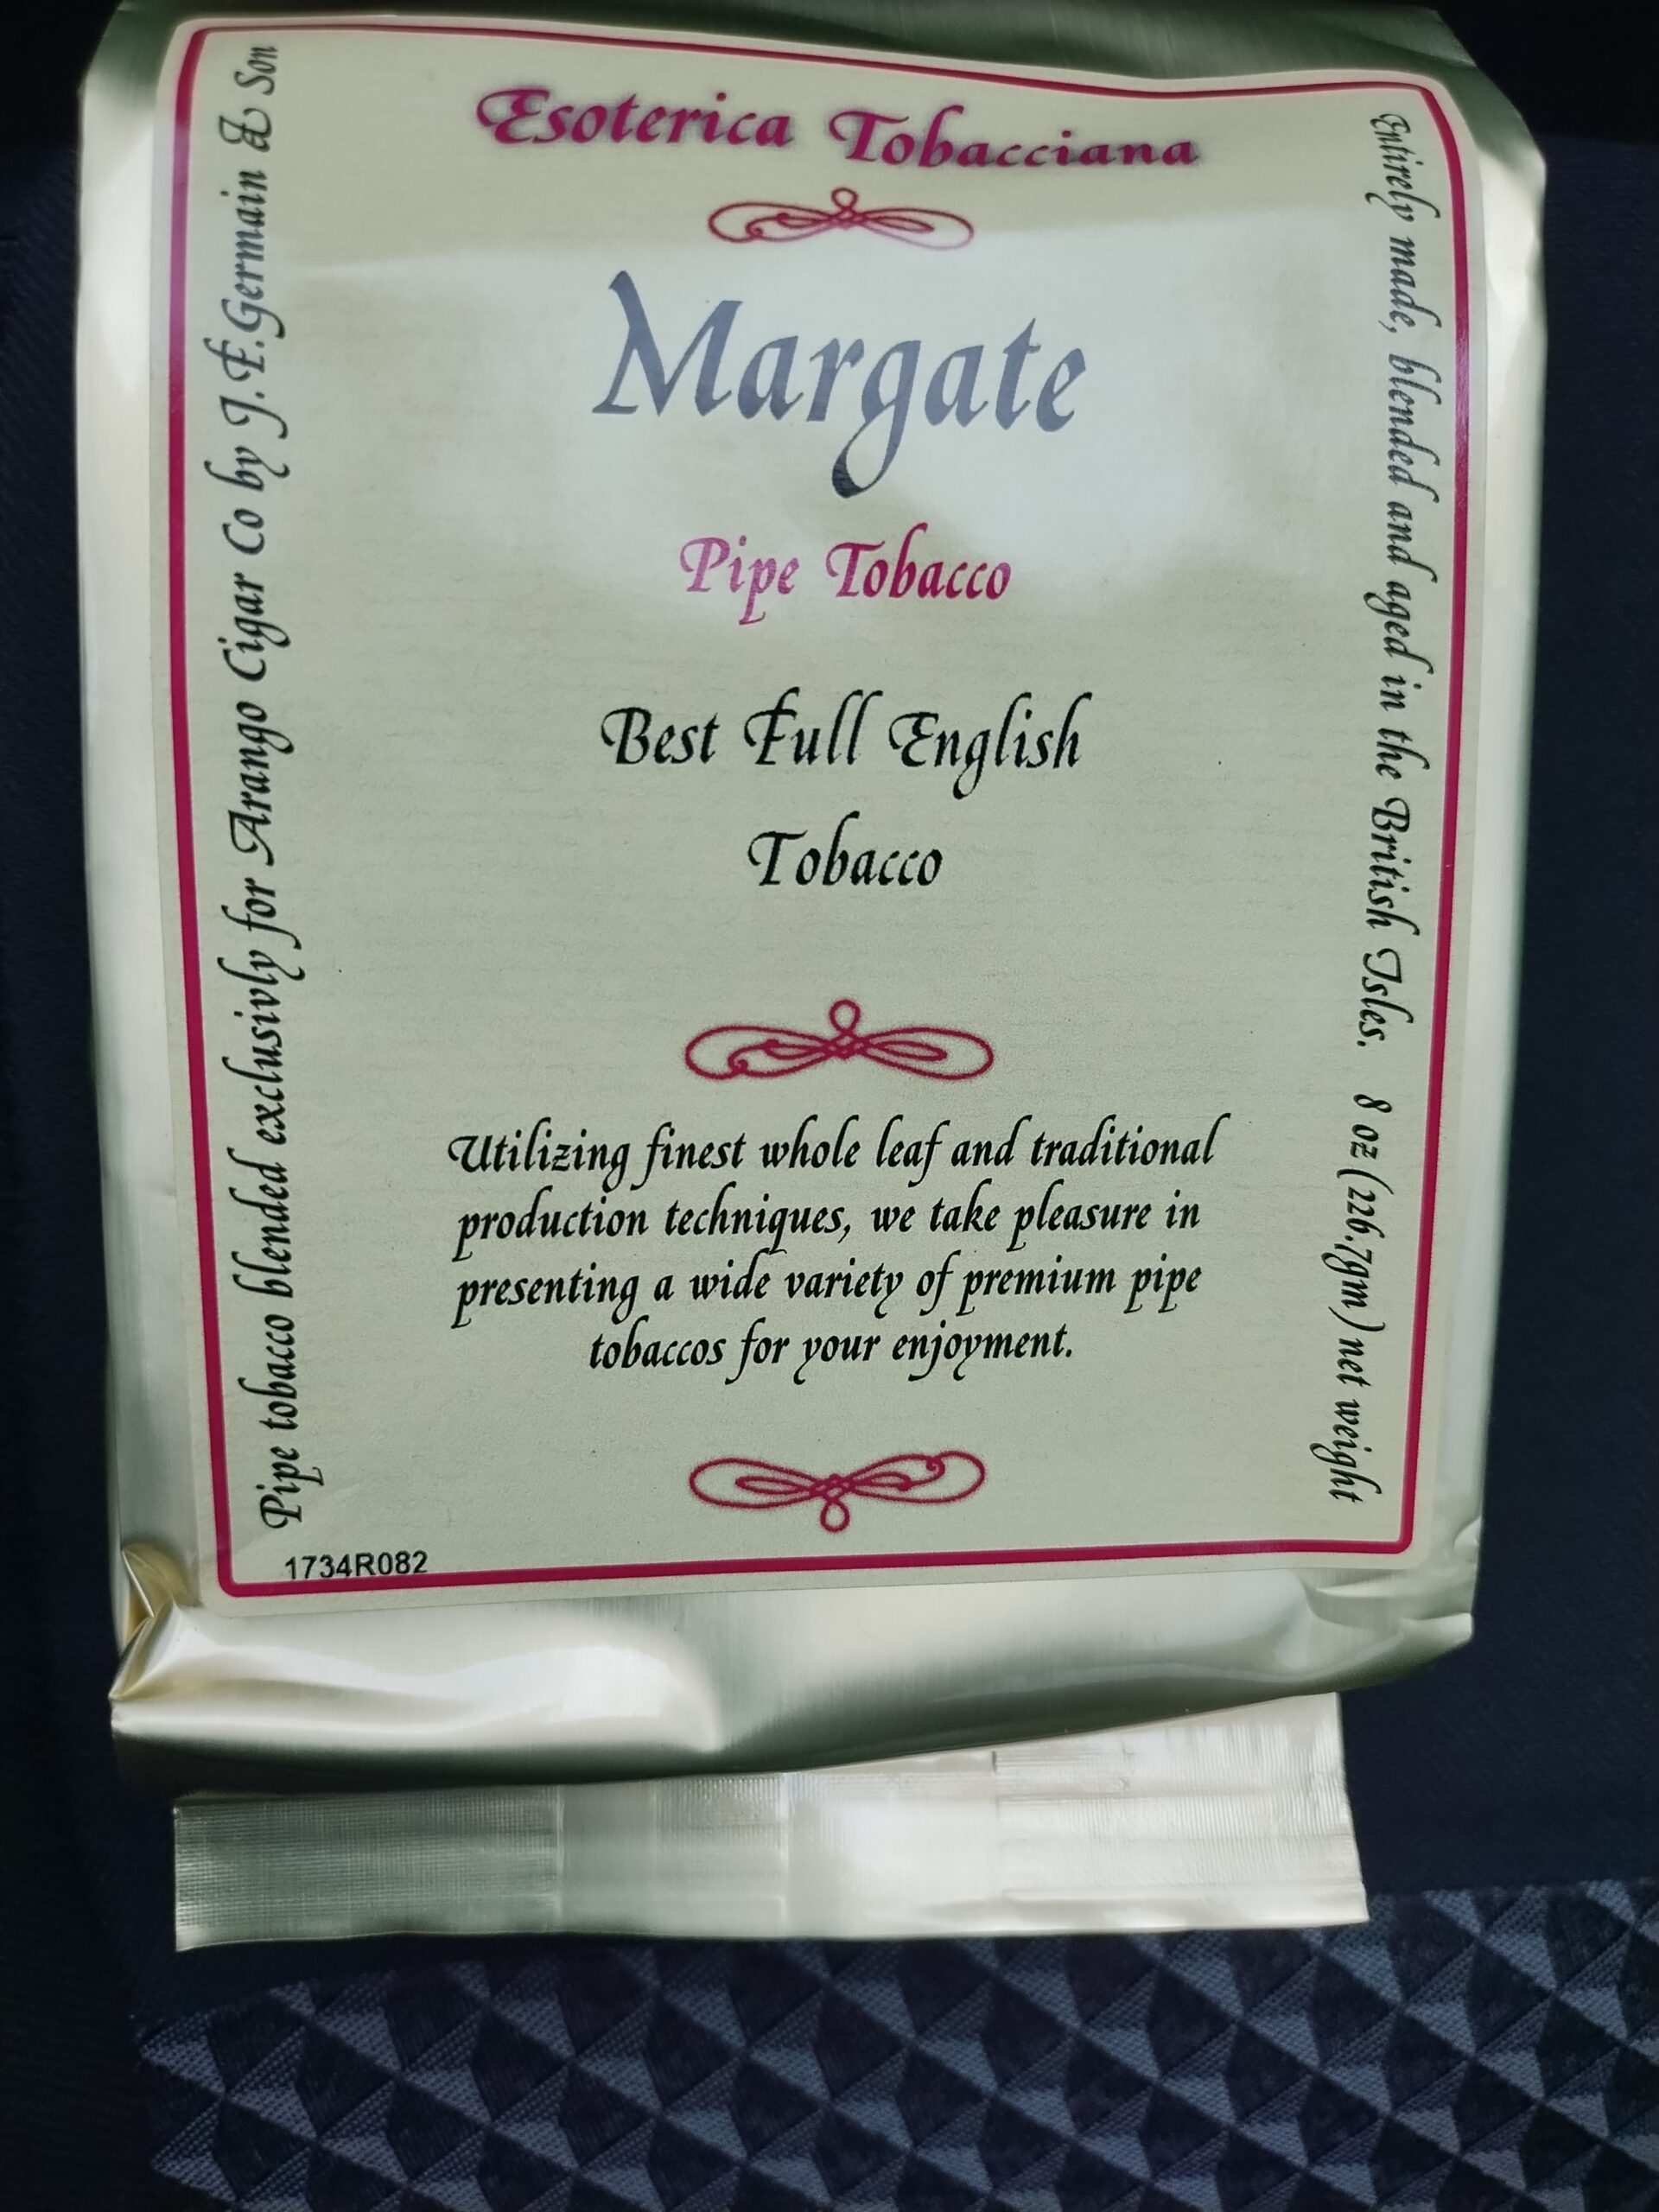 Esoterica Tobacciana
Margate
Pipe Tobacco
Best Full English
Tobacco
Utilizing finest whole leaf and traditional
production techniques, we take pleasure in
presenting a wide variety of premium pipe
tobaccos for your enjoyment.
Pipe tobacco blended exclusivly for Arango Cigar Co by J.F.Germain & Son
Entirely made, blended and aged in the British Isles. 8 oz (226.7gm) net weight
1734R082